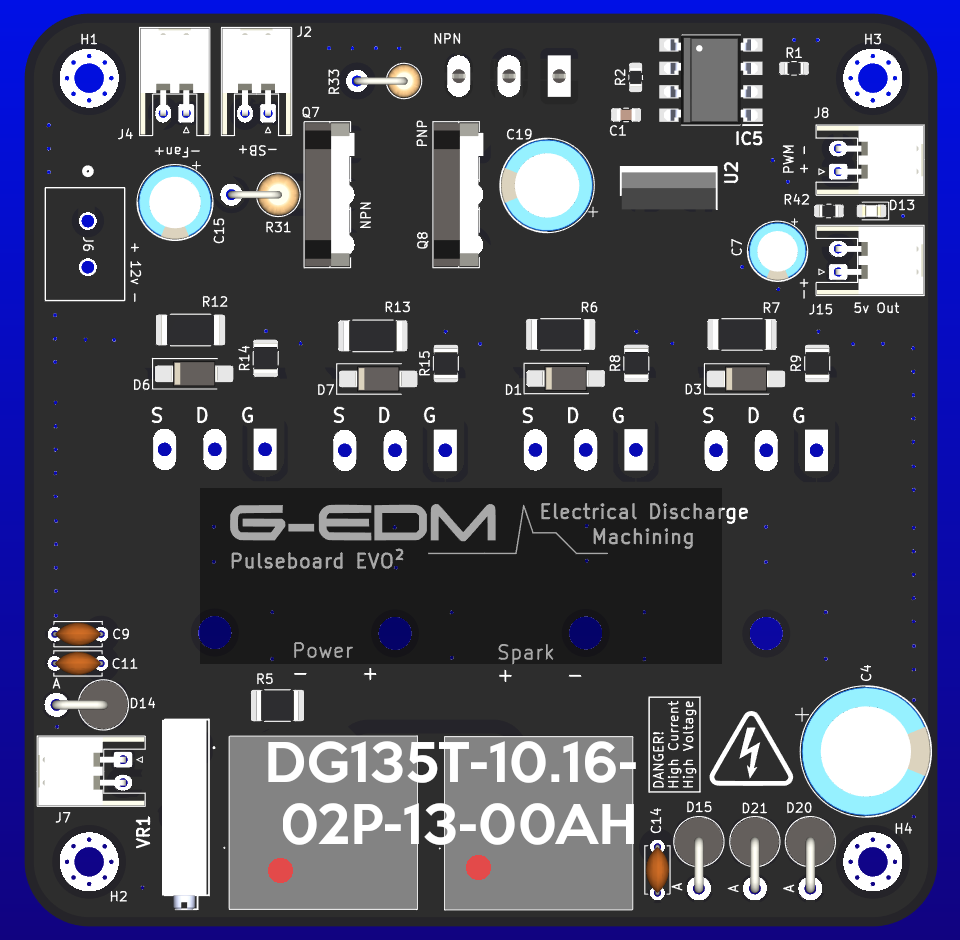 H1
J2
NPN
H3
R33
R2
R1
C1
IC5
J4
-Fan+
-SB+
Q7
PNP
C19
J8
PWM - +
U2
R42
D13
NPN
Q8
R31
C15
C7
J6
+ 12v -
-+
J15
5v Out
R12
R13
R6
R7
R14
R15
R8
R9
D6
D7
D1
D3
S D G
S D G
S D G
S D G
G-EDM
Electrical Discharge
Machining
Pulseboard EVO²
C9
C11
Power
Spark
- +
+ -
A
D14
R5
C4
+
DANGER!
High Current
High Voltage
DG135T-10.16-
02P-13-00AH
J7
VR1
H2
C14
D15
D21
D20
H4
A
A
A